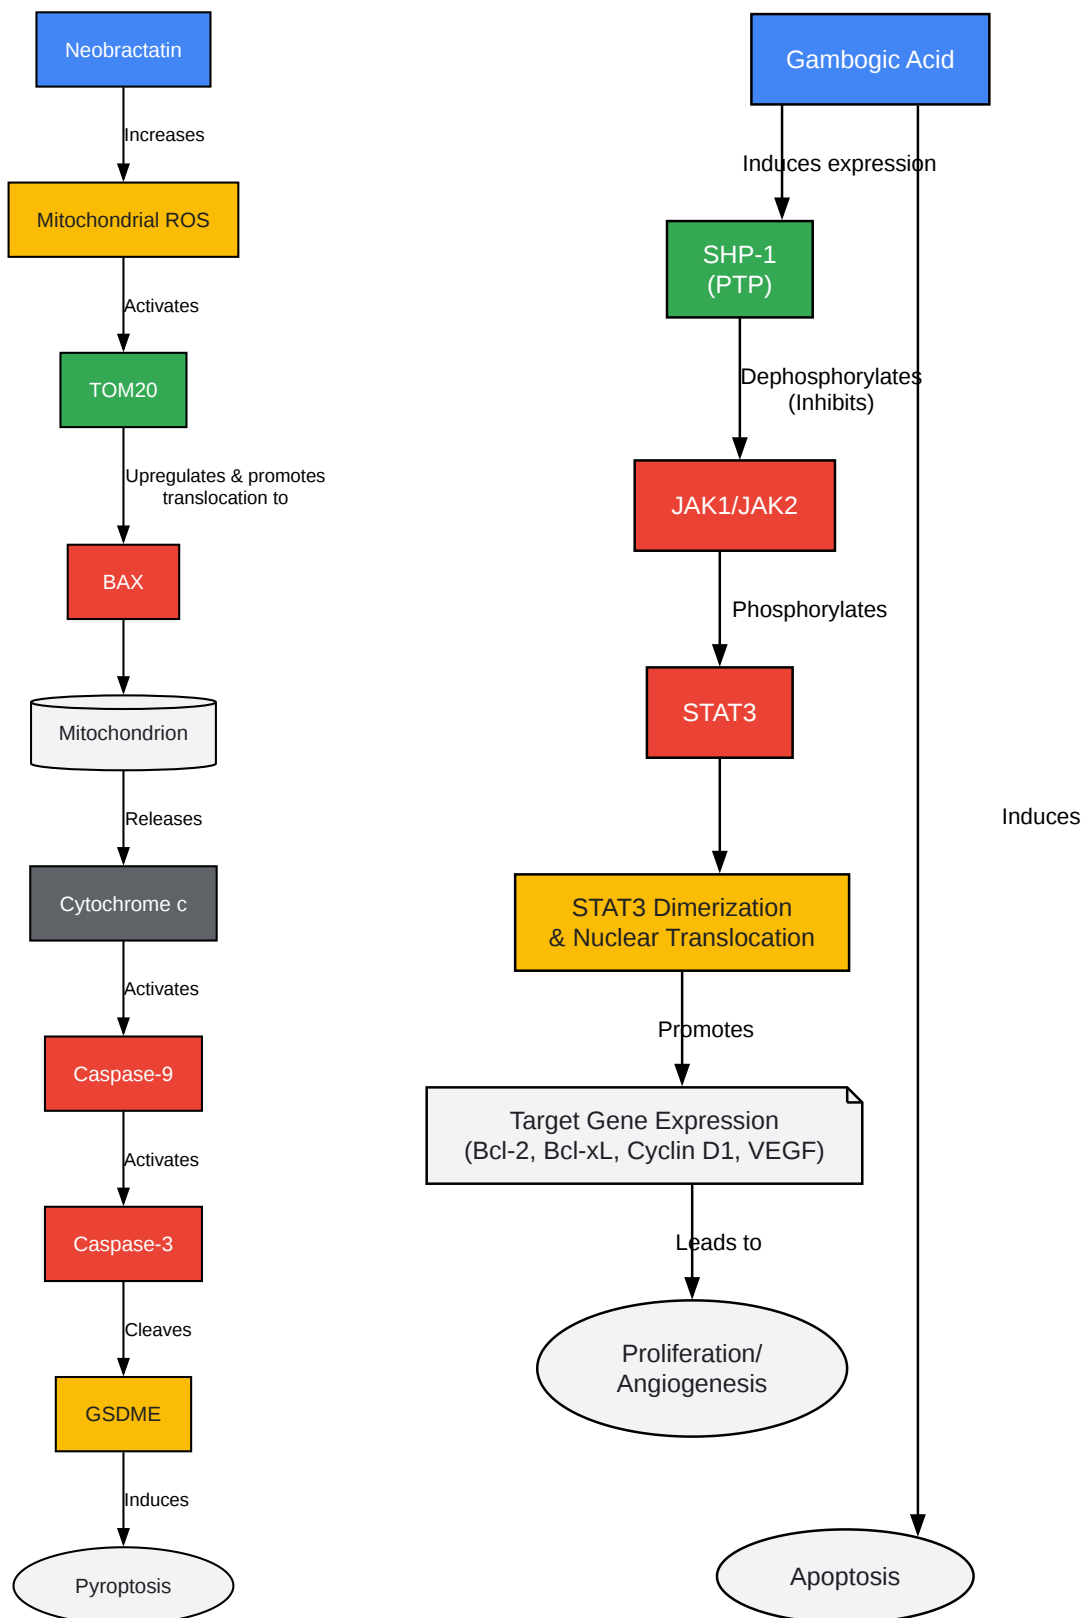 Neobractatin
Increases
Mitochondrial ROS
Activates
TOM20
Upregulates & promotes
translocation to
BAX
Mitochondrion
Releases
Cytochrome c
Activates
Caspase-9
Activates
Caspase-3
Cleaves
GSDME
Induces
Pyroptosis
Gambogic Acid
Induces expression
SHP-1
(PTP)
Dephosphorylates
(Inhibits)
JAK1/JAK2
Phosphorylates
STAT3
STAT3 Dimerization
& Nuclear Translocation
Promotes
Target Gene Expression
(Bcl-2, Bcl-xL, Cyclin D1, VEGF)
Leads to
Proliferation/
Angiogenesis
Induces
Apoptosis